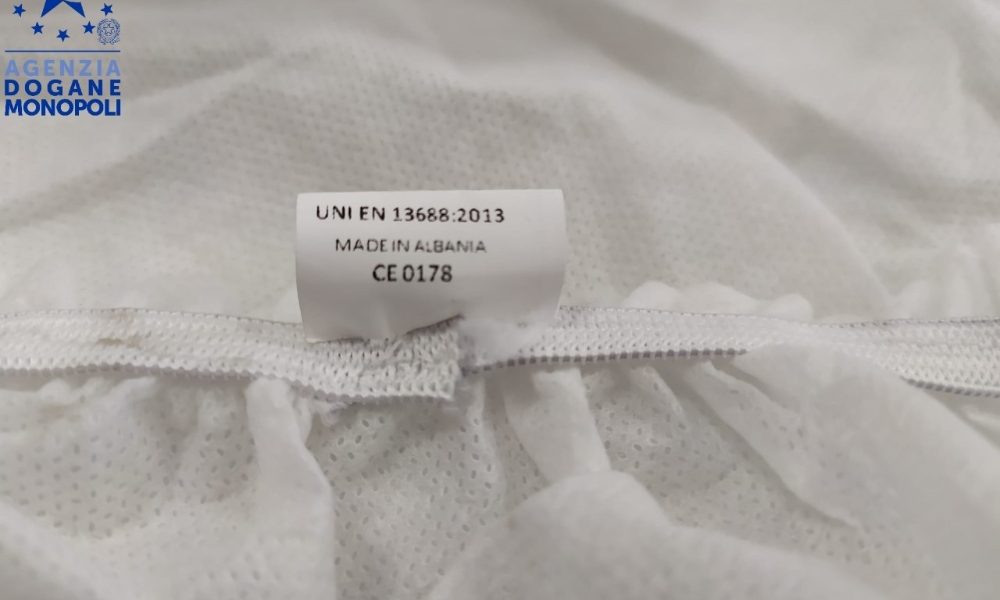 AGENZIA
DOGANE
MONOPOLI
UNI EN 13688:2013
MADE IN ALBANIA
CE 0178